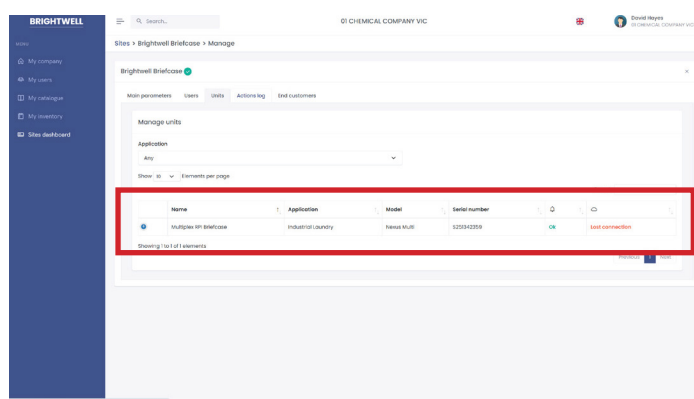 BRIGHTWELL
Search...
01 CHEMICAL COMPANY VIC
David Hayes
01 CHEMICAL COMPANY VIC
MENU
My company
My users
My catalogue
My inventory
Sites dashboard
Sites > Brightwell Briefcase > Manage
Brightwell Briefcase
×
Main parameters Users Units Actions log End customers
Manage units
Application
Any
Show 10 Elements per page
Name Application Model Serial number
Multiplex RPI Briefcase Industrial Laundry Nexus Multi S251342359 OK Lost connection
Showing 1 to 1 of 1 elements
Previous 1 Next